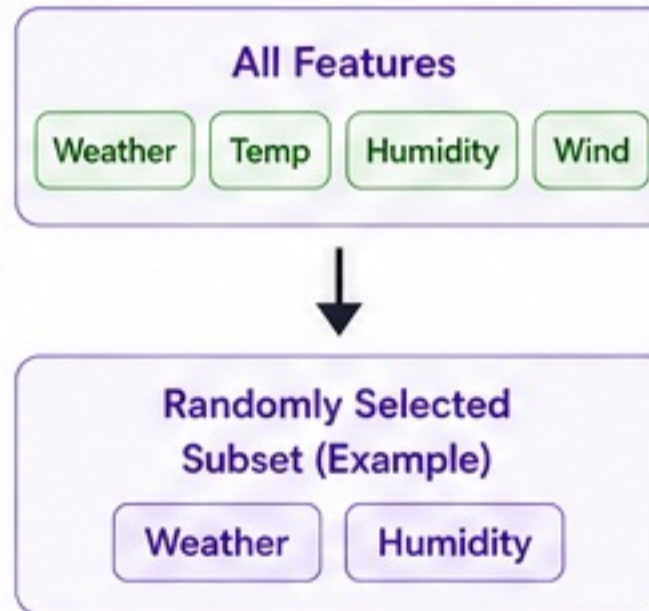 All Features
Weather Temp Humidity Wind
Randomly Selected
Subset (Example)
Weather Humidity